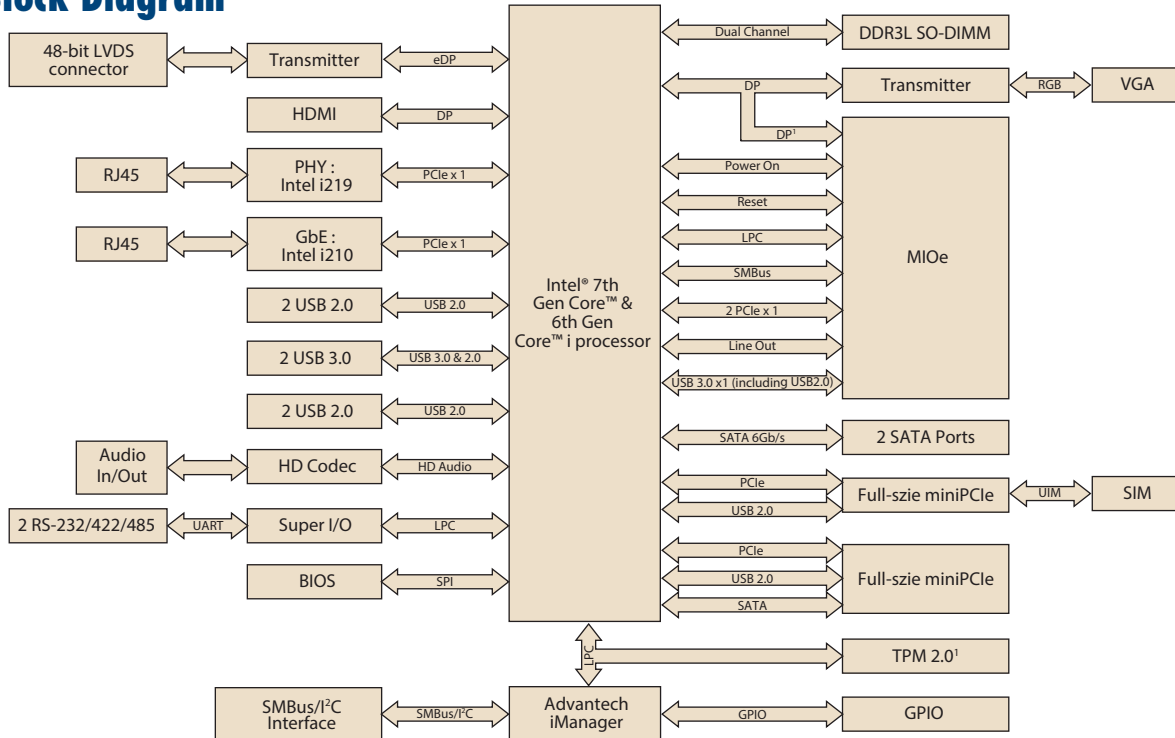 Block Diagram
48-bit LVDS
connector
Transmitter
eDP
HDMI
DP
RJ45
PHY :
Intel i219
PCIe x 1
RJ45
GbE :
Intel i210
PCIe x 1
2 USB 2.0
USB 2.0
2 USB 3.0
USB 3.0 & 2.0
2 USB 2.0
USB 2.0
Audio
In/Out
HD Codec
HD Audio
2 RS-232/422/485
UART
Super I/O
LPC
BIOS
SPI
Intel® 7th
Gen Core™ &
6th Gen
Core™ i processor
Dual Channel
DDR3L SO-DIMM
DP
Transmitter
RGB
VGA
DP¹
Power On
Reset
LPC
SMBus
2 PCIe x 1
Line Out
USB 3.0 x1 (including USB2.0)
MIOe
SATA 6Gb/s
2 SATA Ports
PCIe
USB 2.0
Full-szie miniPCIe
UIM
SIM
PCIe
USB 2.0
SATA
Full-szie miniPCIe
LPC
TPM 2.0¹
SMBus/I²C
Interface
SMBus/I²C
Advantech
iManager
GPIO
GPIO